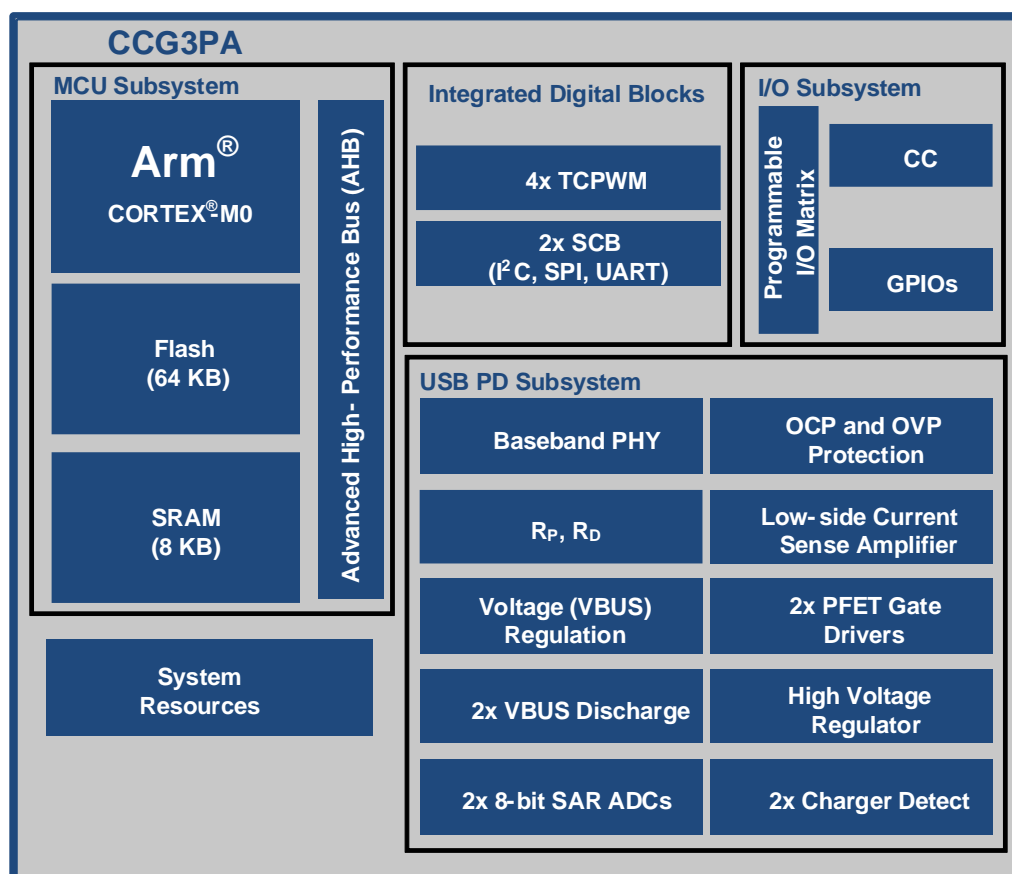 CCG3PA
MCU Subsystem
Arm®
CORTEX®-M0
Flash
(64 KB)
SRAM
(8 KB)
Advanced High- Performance Bus (AHB)
System
Resources
Integrated Digital Blocks
4x TCPWM
2x SCB
(I²C, SPI, UART)
I/O Subsystem
Programmable
I/O Matrix
CC
GPIOs
USB PD Subsystem
Baseband PHY
OCP and OVP
Protection
RP, RD
Low-side Current
Sense Amplifier
Voltage (VBUS)
Regulation
2x PFET Gate
Drivers
2x VBUS Discharge
High Voltage
Regulator
2x 8-bit SAR ADCs
2x Charger Detect